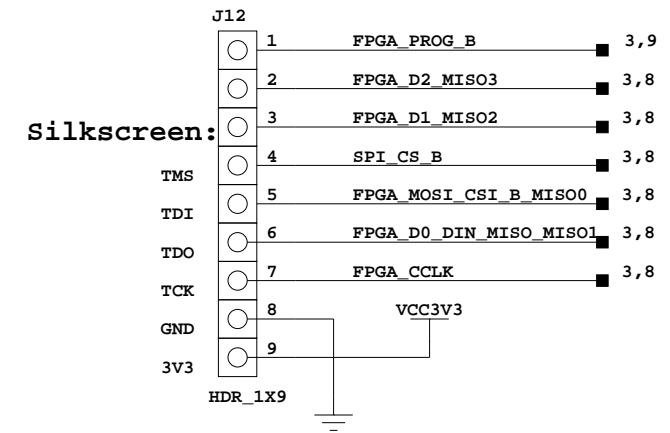 J12
1 FPGA_PROG_B 3,9
2 FPGA_D2_MISO3 3,8
3 FPGA_D1_MISO2 3,8
Silkscreen:
4 SPI_CS_B 3,8
TMS
5 FPGA_MOSI_CSI_B_MISO0 3,8
TDI
6 FPGA_D0_DIN_MISO_MISO1 3,8
TDO
7 FPGA_CCLK 3,8
TCK
8 VCC3V3
GND
9
3V3
HDR_1X9